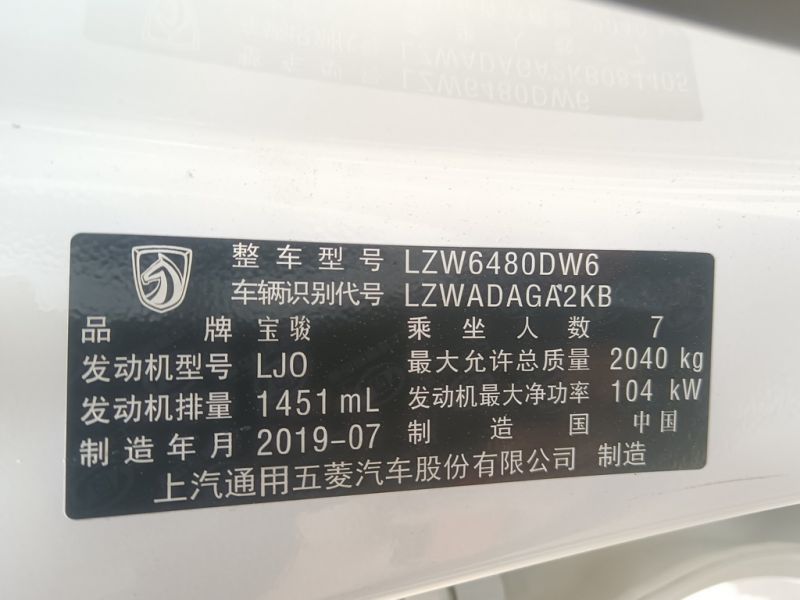 整车型号 LZW6480DW6
车辆识别代号 LZWADAGA2KB
品牌 宝骏 乘坐人数 7
发动机型号 LJO 最大允许总质量 2040 kg
发动机排量 1451 mL 发动机最大净功率 104 kW
制造年月 2019-07 制造国 中国
上汽通用五菱汽车股份有限公司 制造